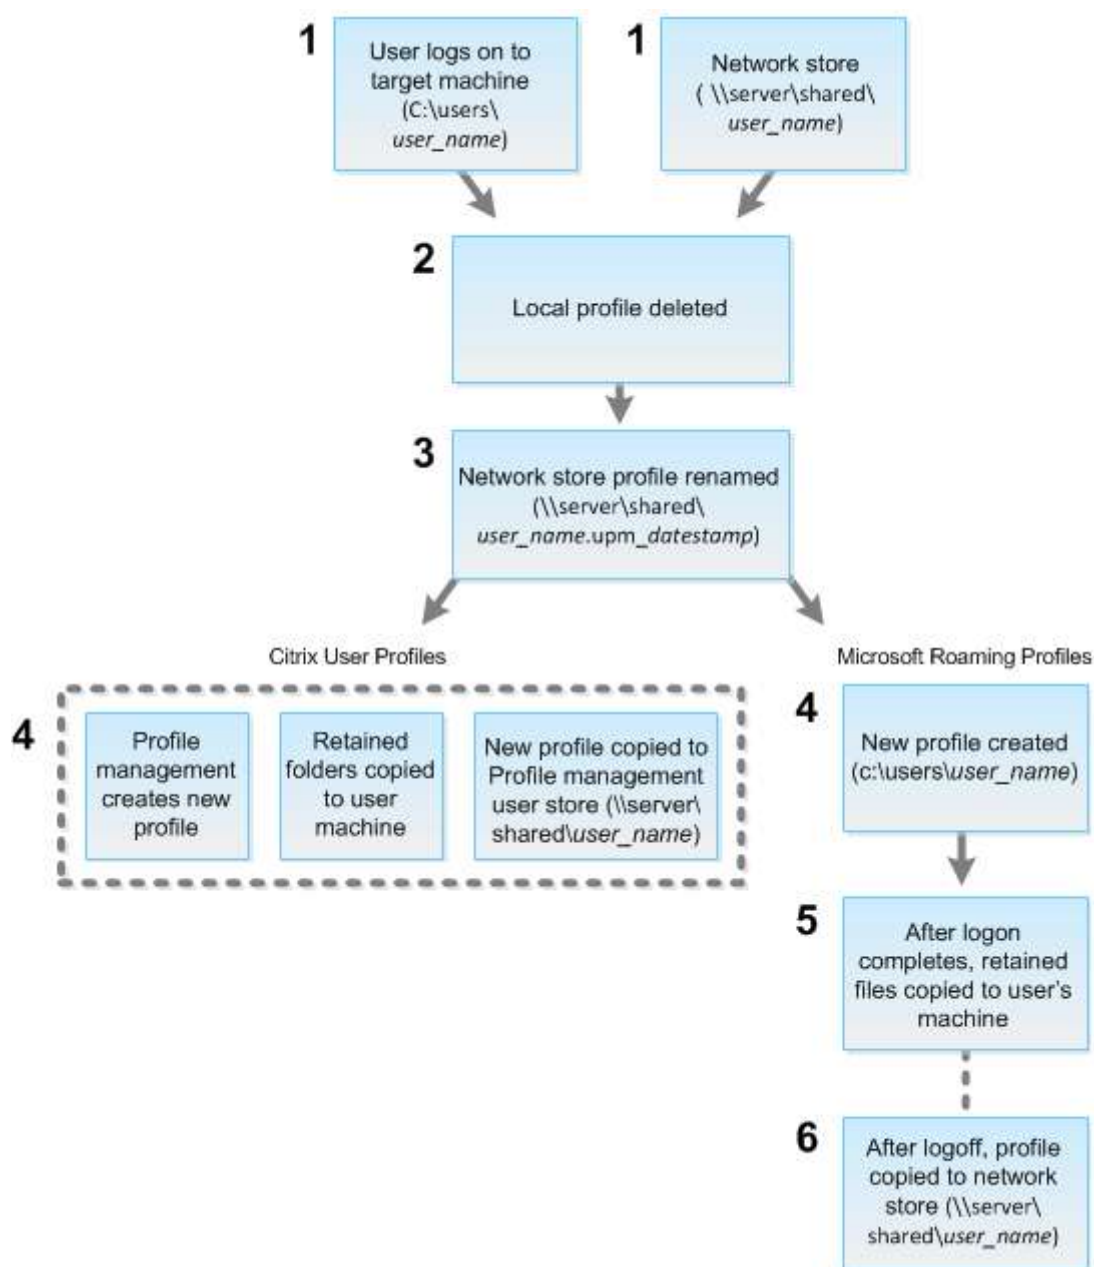 1
User logs on to
target machine
(C:\users\
user_name)
1
Network store
( \\server\shared\
user_name)
2
Local profile deleted
3
Network store profile renamed
(\\server\shared\
user_name.upm_datestamp)
Citrix User Profiles
4
Profile
management
creates new
profile
Retained
folders copied
to user
machine
New profile copied to
Profile management
user store (\\server\
shared\user_name)
Microsoft Roaming Profiles
4
New profile created
(c:\users\user_name)
5
After logon
completes, retained
files copied to user's
machine
6
After logoff, profile
copied to network
store (\\server\
shared\user_name)